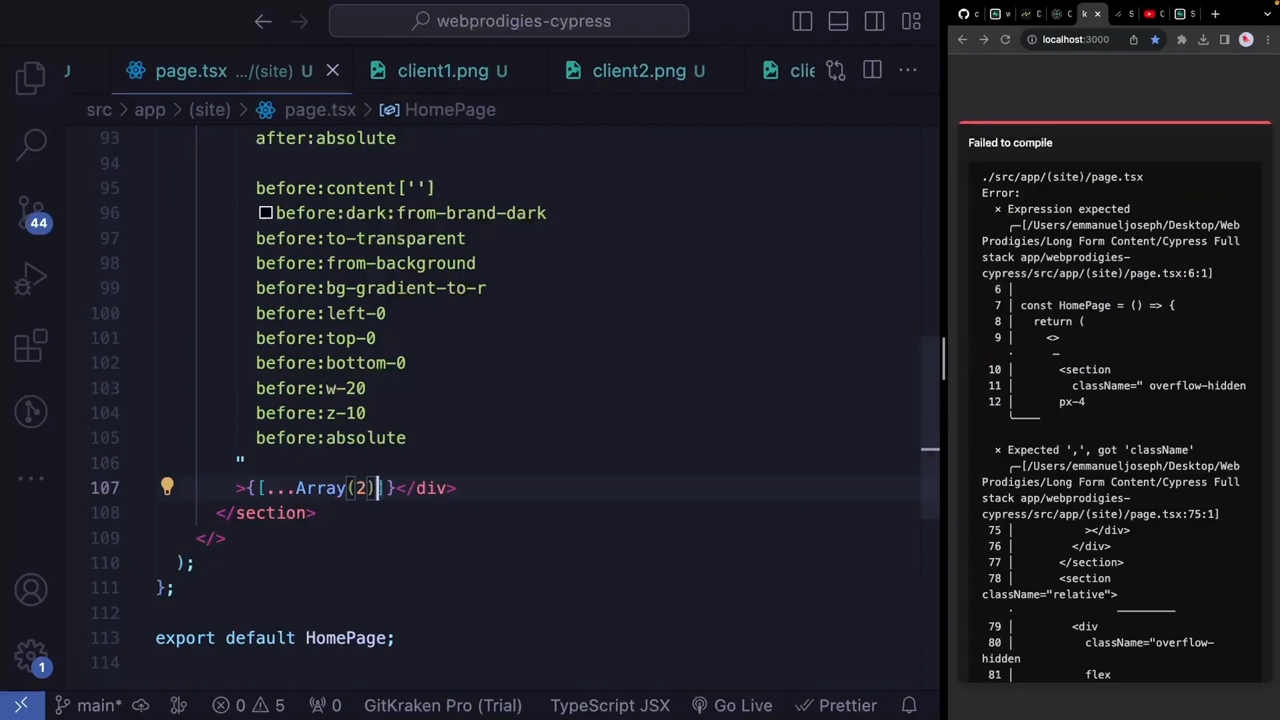 webprodigies-cypress
page.tsx .../(site) U
client1.png U
client2.png U
clie
src > app > (site) > page.tsx > HomePage
93 after:absolute
94
95 before:content['']
96 before:dark:from-brand-dark
97 before:to-transparent
98 before:from-background
99 before:bg-gradient-to-r
100 before:left-0
101 before:top-0
102 before:bottom-0
103 before:w-20
104 before:z-10
105 before:absolute
106 "
107 >{[...Array(2)]}</div>
108 </section>
109 </>
110 );
111 };
112
113 export default HomePage;
114
44
1
main*
0 5
0
GitKraken Pro (Trial)
TypeScript JSX
Go Live
Prettier
localhost:3000
Failed to compile
./src/app/(site)/page.tsx
Error:
× Expression expected
╭─[/Users/emmanueljoseph/Desktop/Web
Prodigies/Long Form Content/Cypress Full
stack app/webprodigies-
cypress/src/app/(site)/page.tsx:6:1]
6 │
7 │ const HomePage = () => {
8 │ return (
9 │ <>
· ─
10 │ <section
11 │ className=" overflow-hidden
12 │ px-4
╰────
× Expected ',', got 'className'
╭─[/Users/emmanueljoseph/Desktop/Web
Prodigies/Long Form Content/Cypress Full
stack app/webprodigies-
cypress/src/app/(site)/page.tsx:75:1]
75 │ ></div>
76 │ </div>
77 │ </section>
78 │ <section
className="relative">
· ─────────
79 │ <div
80 │ className="overflow-
hidden
81 │ flex